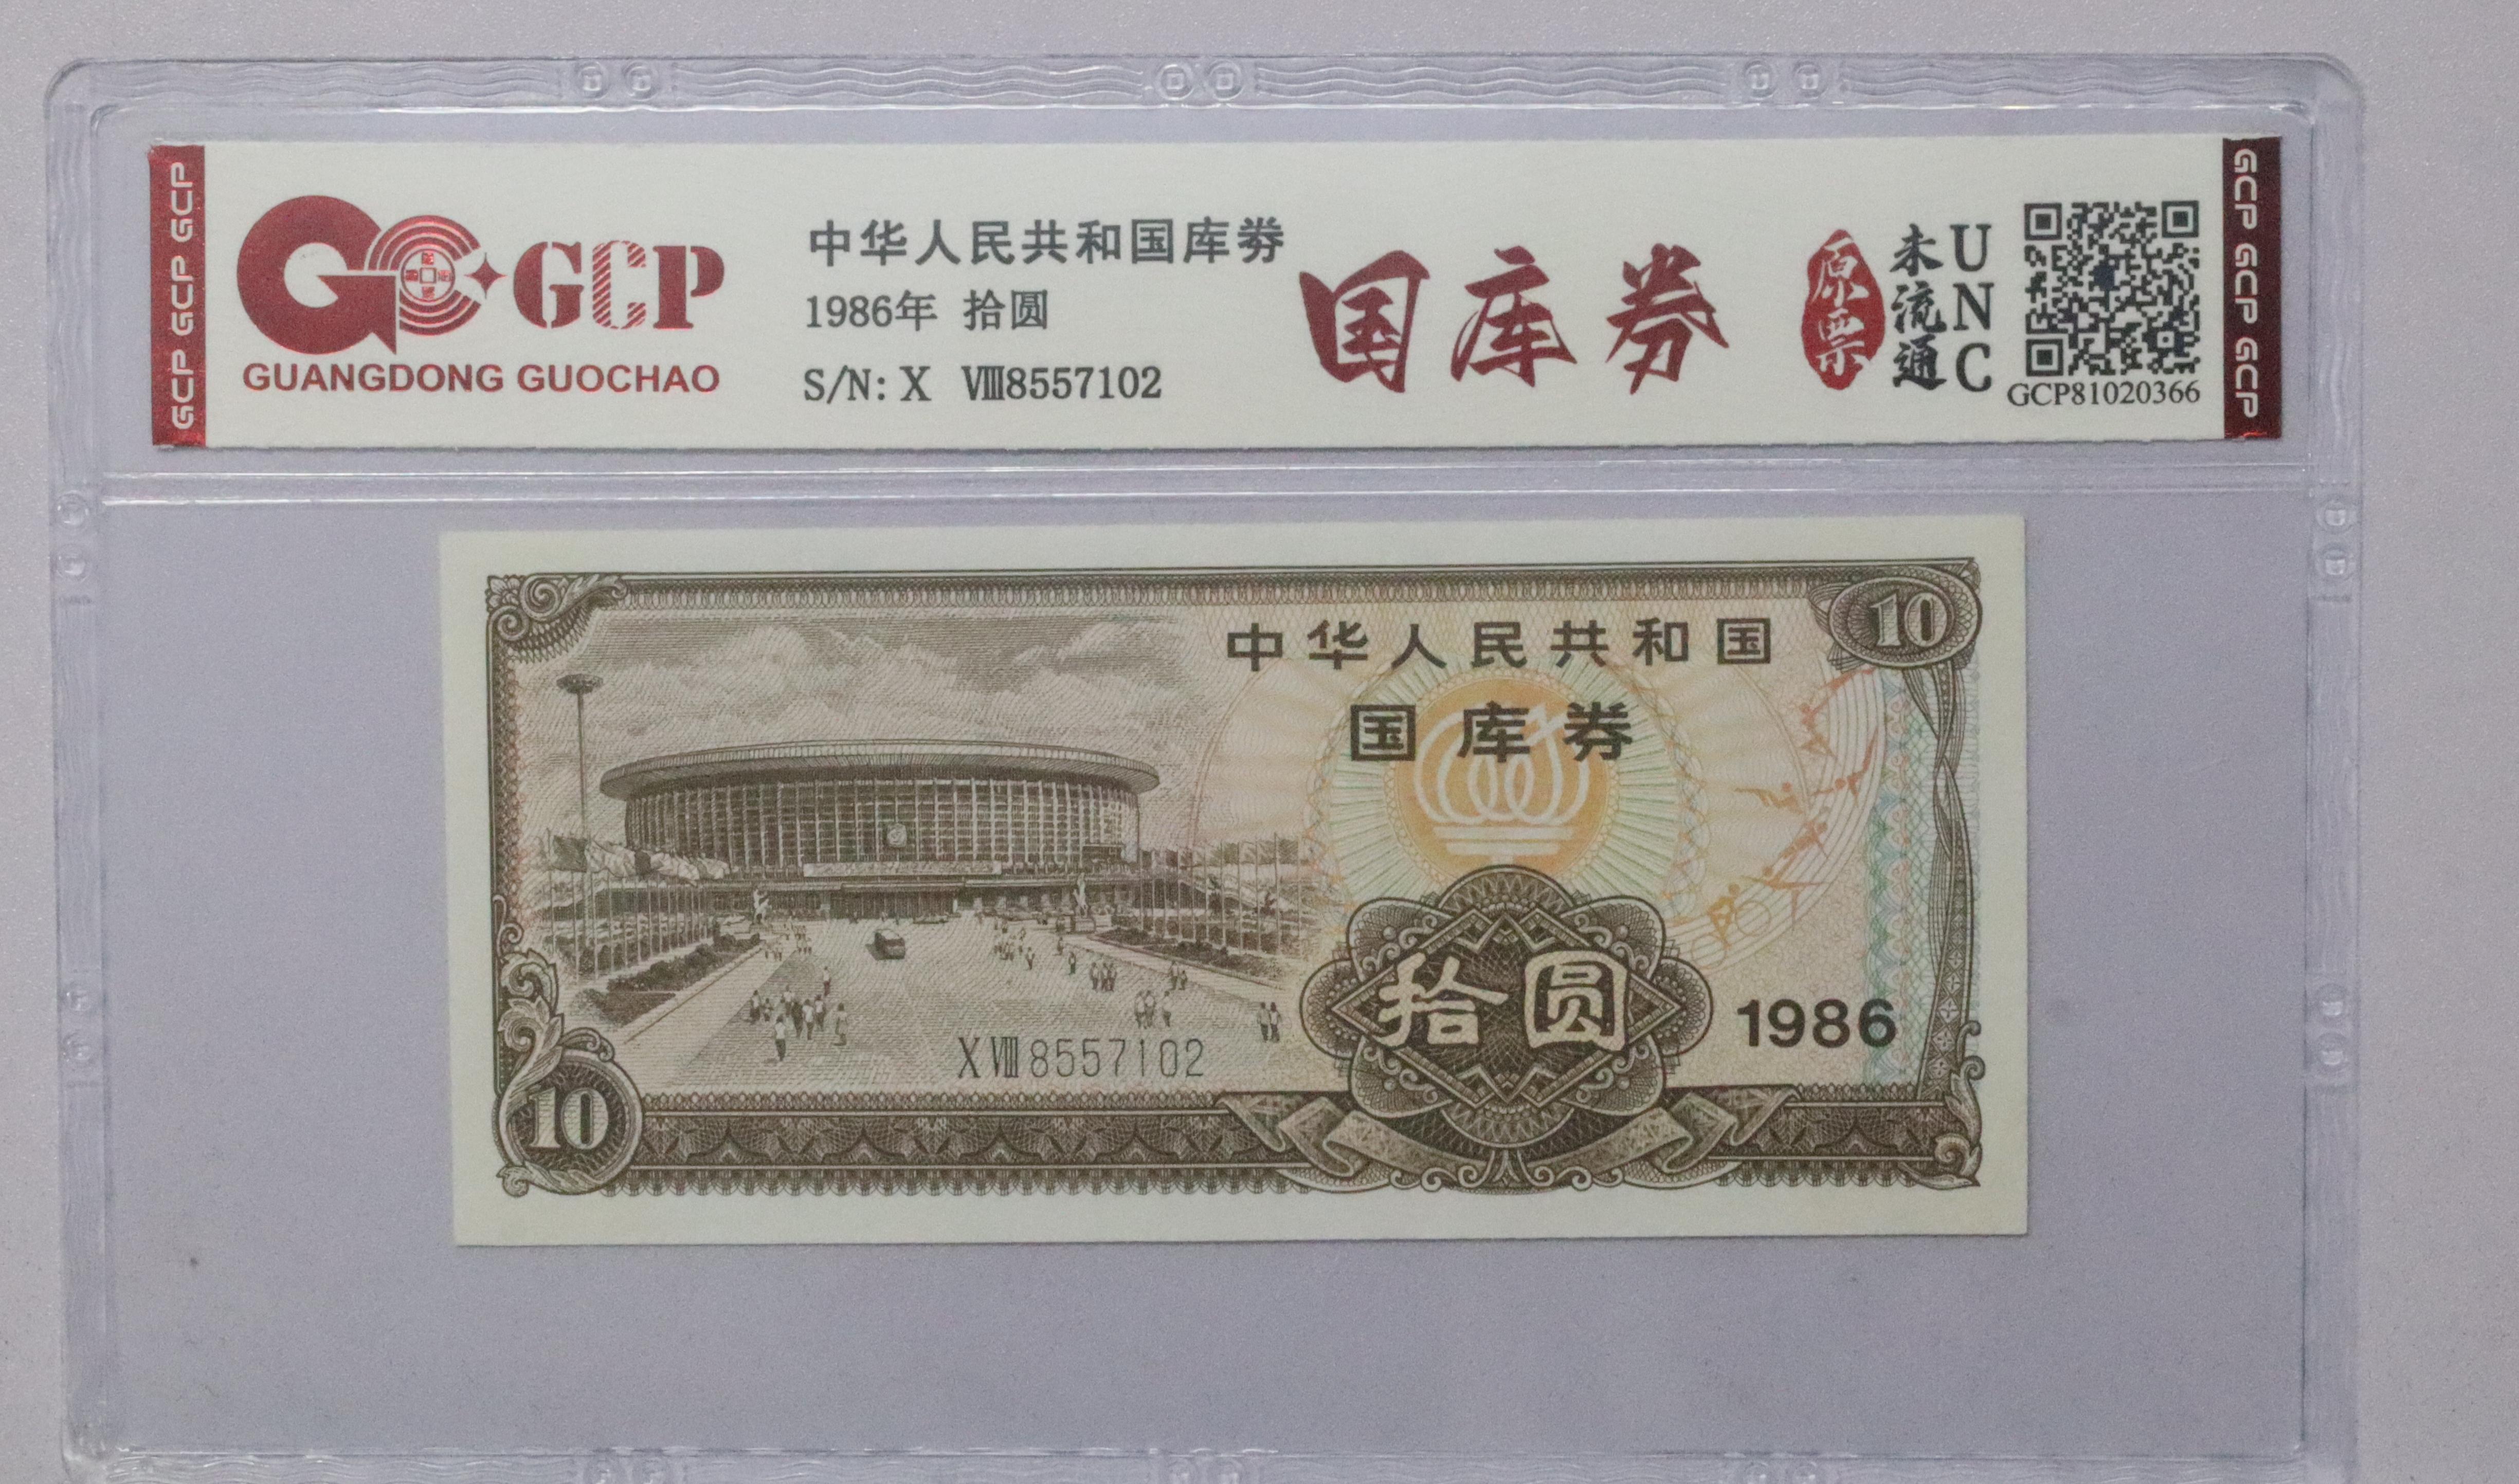 GCP GCP GCP
GCP
GUANGDONG GUOCHAO
中华人民共和国库券
1986年 拾圆
S/N: X Ⅷ8557102
国库券
原票
未流通
UNC
GCP81020366
GCP GCP GCP
中华人民共和国
国库券
10
拾圆
1986
XⅧ8557102
10